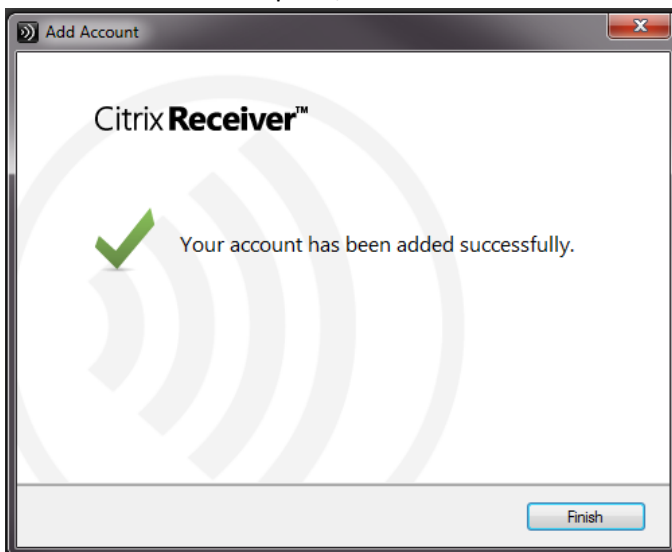 Add Account
Citrix Receiver™
Your account has been added successfully.
Finish